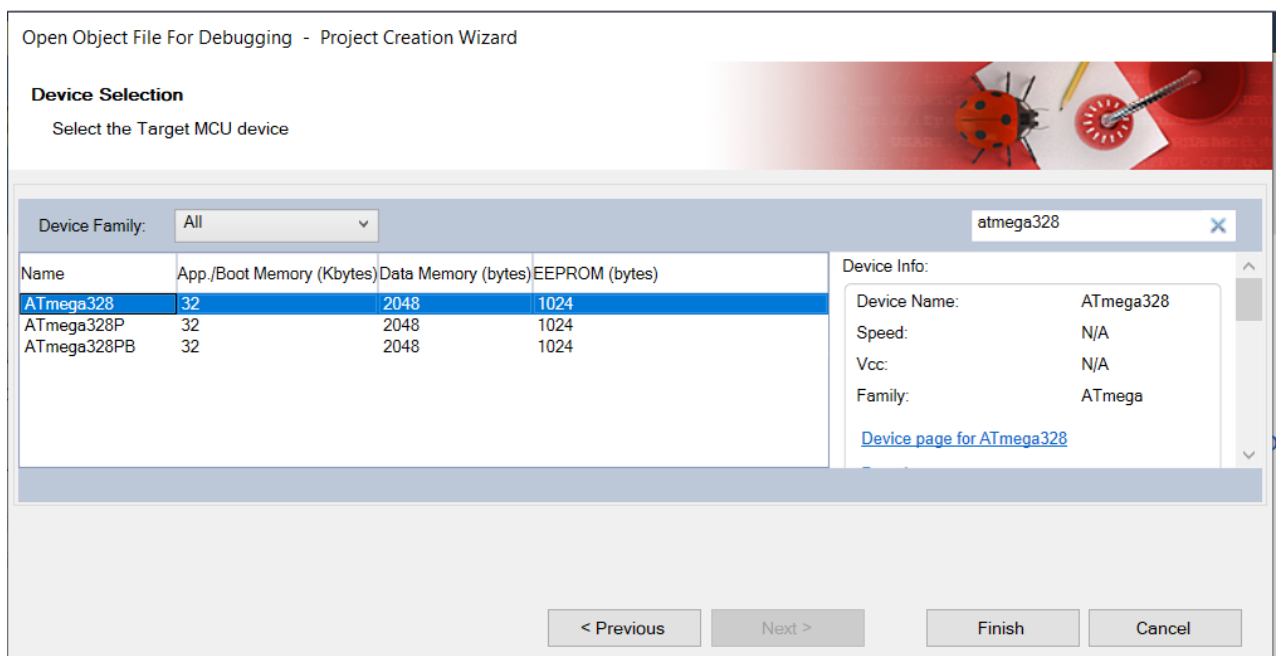 Open Object File For Debugging - Project Creation Wizard
Device Selection
Select the Target MCU device
Device Family: All atmega328
Name App./Boot Memory (Kbytes) Data Memory (bytes) EEPROM (bytes)
ATmega328 32 2048 1024
ATmega328P 32 2048 1024
ATmega328PB 32 2048 1024
Device Info:
Device Name: ATmega328
Speed: N/A
Vcc: N/A
Family: ATmega
Device page for ATmega328
< Previous Next > Finish Cancel